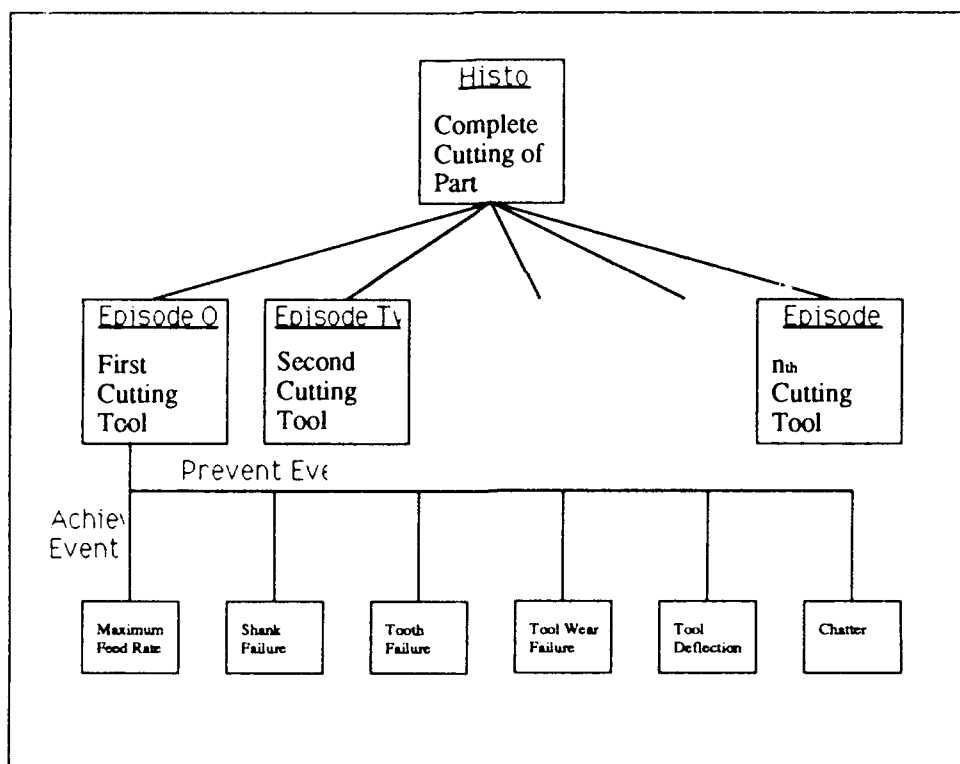 Histo
Complete
Cutting of
Part
Episode O
First
Cutting
Tool
Episode Tv
Second
Cutting
Tool
Episode
nth
Cutting
Tool
Prevent Eve
Achiev
Event
Maximum
Feed Rate
Shank
Failure
Tooth
Failure
Tool Wear
Failure
Tool
Deflection
Chatter